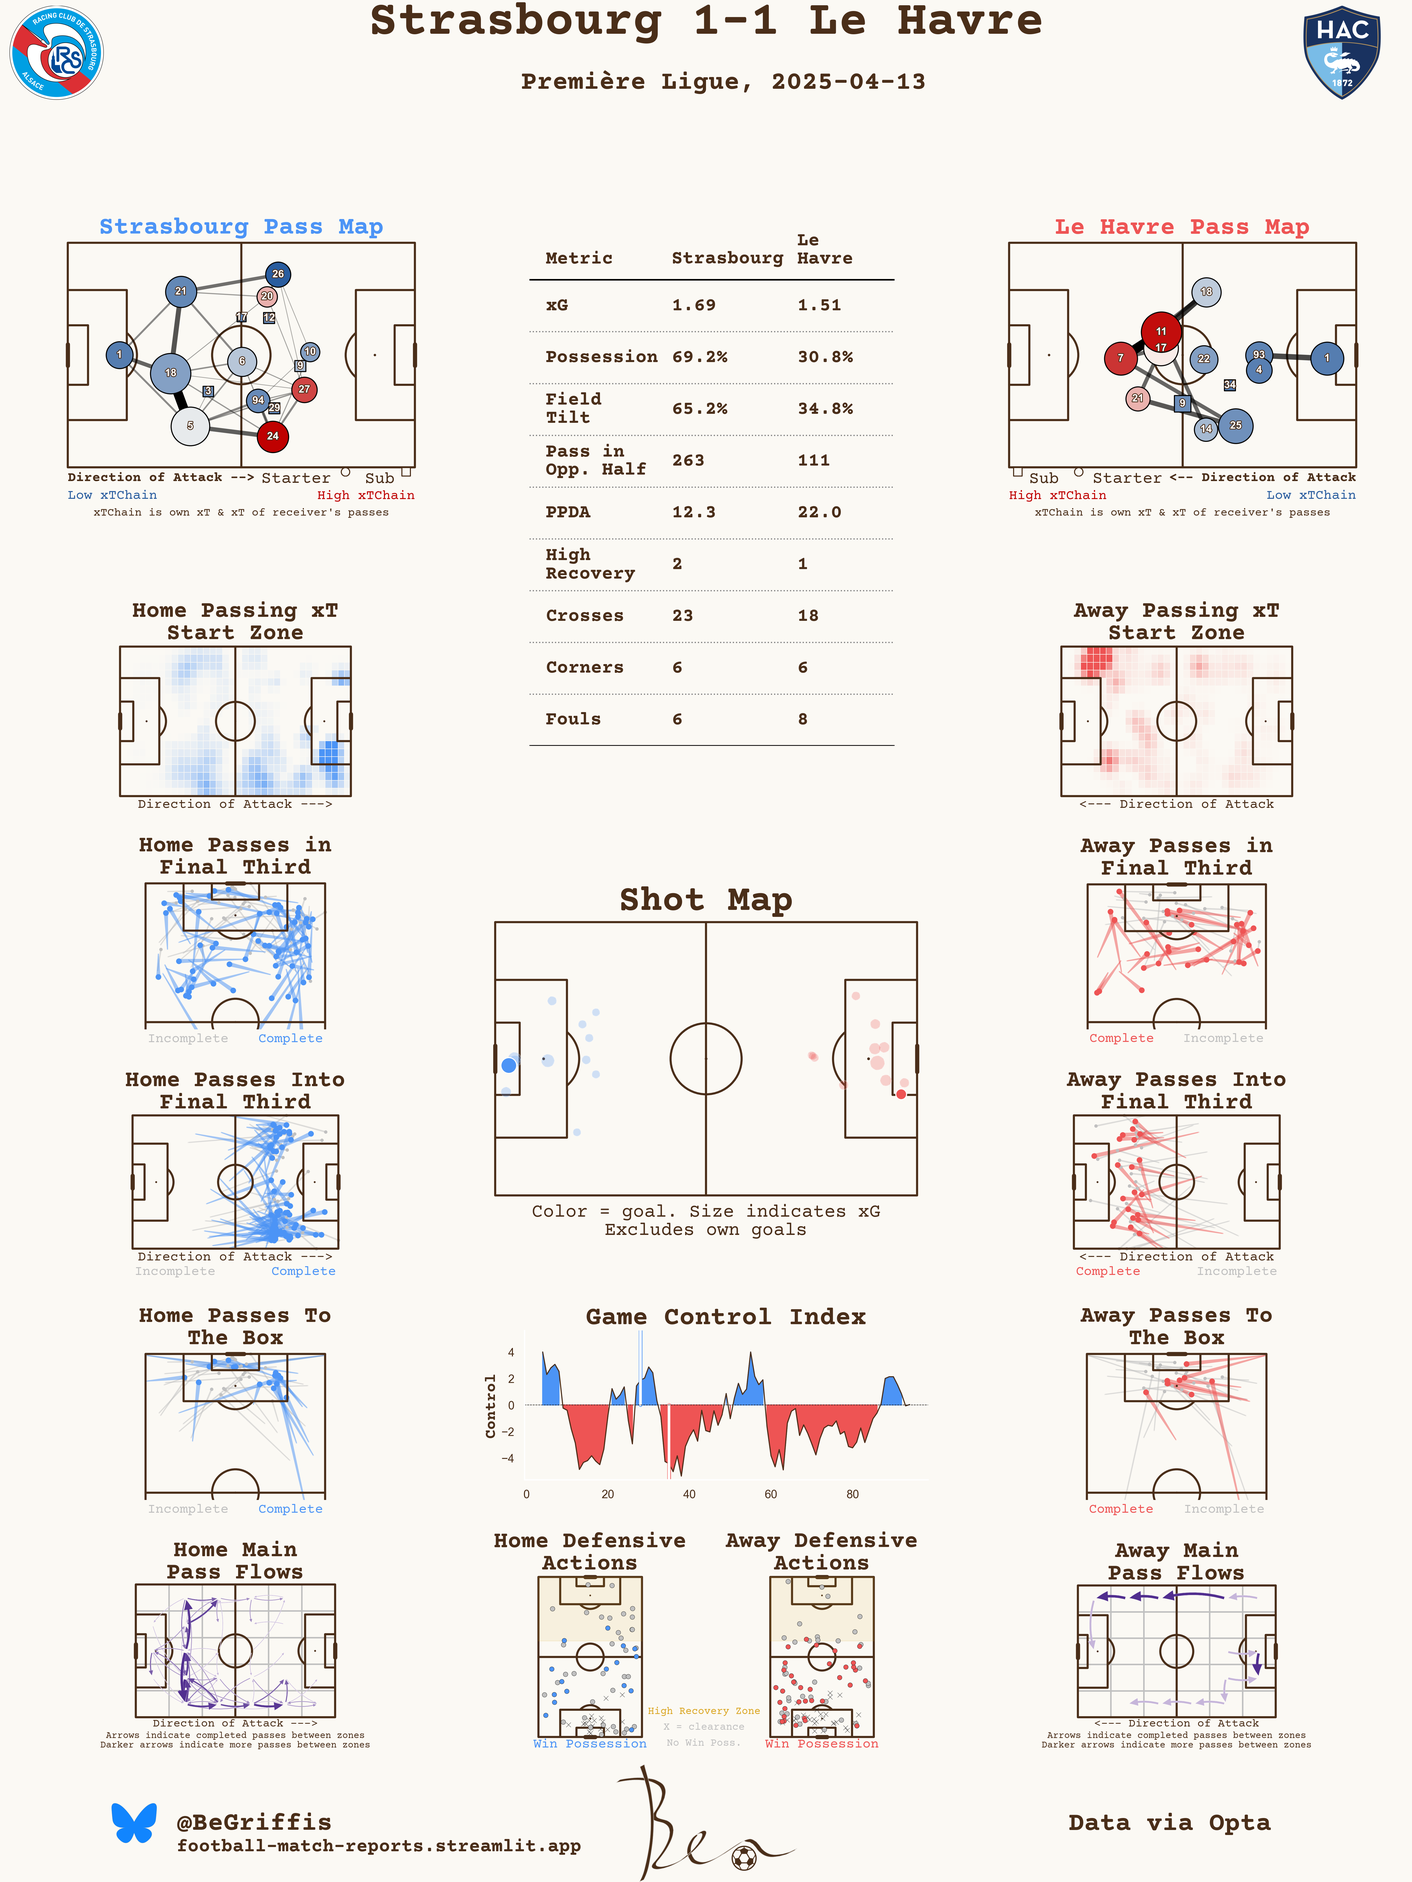 Strasbourg 1-1 Le Havre
Première Ligue, 2025-04-13
RACING CLUB DE STRASBOURG
ALSACE
RCS
HAC
1872
Strasbourg Pass Map
26
21
20
17
12
1
10
6
9
18
27
3
94
29
5
24
Direction of Attack --> Starter Sub
Low xTChain High xTChain
xTChain is own xT & xT of receiver's passes
Metric Strasbourg Le Havre
xG 1.69 1.51
Possession 69.2% 30.8%
Field Tilt 65.2% 34.8%
Pass in Opp. Half 263 111
PPDA 12.3 22.0
High Recovery 2 1
Crosses 23 18
Corners 6 6
Fouls 6 8
Le Havre Pass Map
18
11
17
7
22
93
1
4
34
21
9
14
25
Sub Starter <-- Direction of Attack
High xTChain Low xTChain
xTChain is own xT & xT of receiver's passes
Home Passing xT
Start Zone
Direction of Attack --->
Away Passing xT
Start Zone
<--- Direction of Attack
Home Passes in
Final Third
Incomplete Complete
Away Passes in
Final Third
Complete Incomplete
Shot Map
Color = goal. Size indicates xG
Excludes own goals
Home Passes Into
Final Third
Direction of Attack --->
Incomplete Complete
Away Passes Into
Final Third
<--- Direction of Attack
Complete Incomplete
Home Passes To
The Box
Incomplete Complete
Game Control Index
Control
4
2
0
−2
−4
0 20 40 60 80
Away Passes To
The Box
Complete Incomplete
Home Main
Pass Flows
Direction of Attack --->
Arrows indicate completed passes between zones
Darker arrows indicate more passes between zones
Home Defensive
Actions
Win Possession
High Recovery Zone
X = clearance
No Win Poss.
Away Defensive
Actions
Win Possession
Away Main
Pass Flows
<--- Direction of Attack
Arrows indicate completed passes between zones
Darker arrows indicate more passes between zones
@BeGriffis
football-match-reports.streamlit.app
Ben
Data via Opta